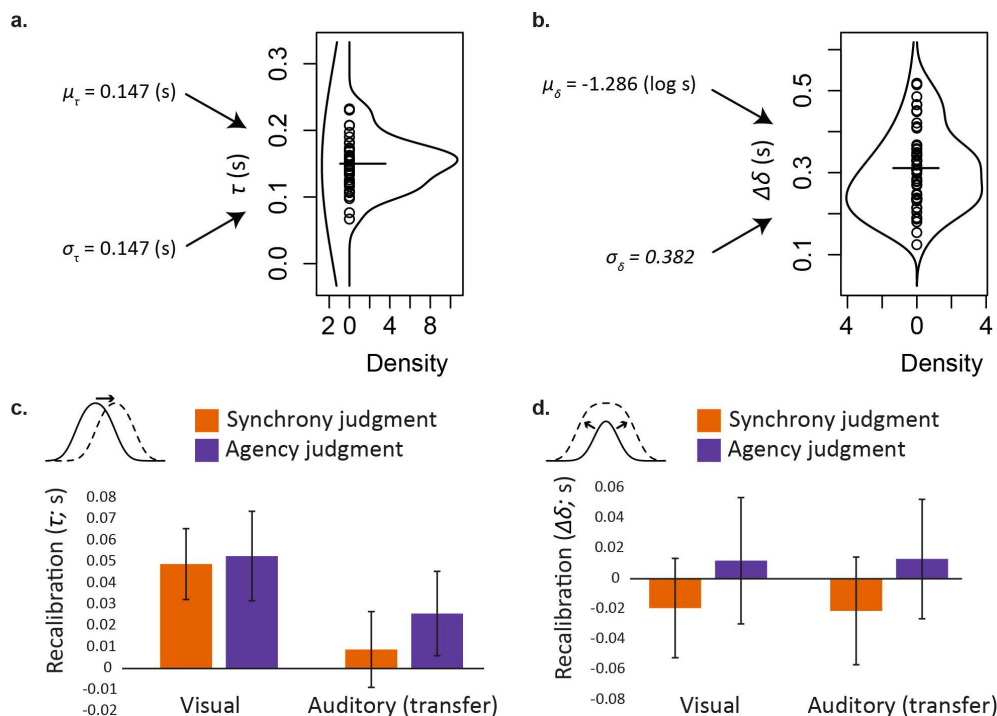 a.
μτ = 0.147 (s)
στ = 0.147 (s)
τ (s)
0.3
0.2
0.1
0.0
2 0 4 8
Density
b.
μδ = -1.286 (log s)
σδ = 0.382
Δδ (s)
0.5
0.3
0.1
4 0 4
Density
c.
Synchrony judgment
Agency judgment
Recalibration (τ; s)
0.08
0.07
0.06
0.05
0.04
0.03
0.02
0.01
0
-0.01
-0.02
Visual Auditory (transfer)
d.
Synchrony judgment
Agency judgment
Recalibration (Δδ; s)
0.06
0.04
0.02
0
-0.02
-0.04
-0.06
-0.08
Visual Auditory (transfer)